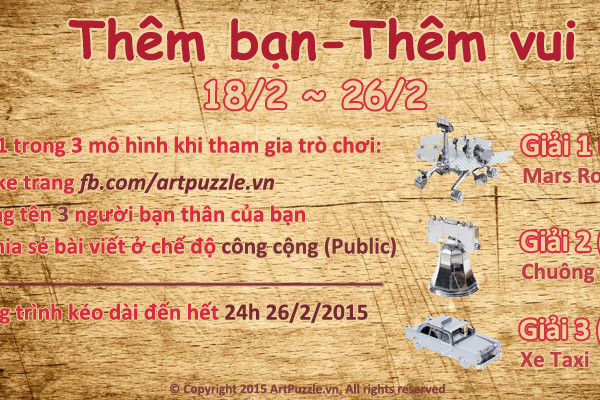 Thêm bạn-Thêm vui
18/2 ~ 26/2
1 trong 3 mô hình khi tham gia trò chơi:
trang fb.com/artpuzzle.vn
tên 3 người bạn thân của bạn
sẻ bài viết ở chế độ công cộng (Public)
trình kéo dài đến hết 24h 26/2/2015
Giải 1 (
Mars
Giải 2 (
Chuông
Giải 3 (
Xe Taxi
© Copyright 2015 ArtPuzzle.vn, All rights reserved